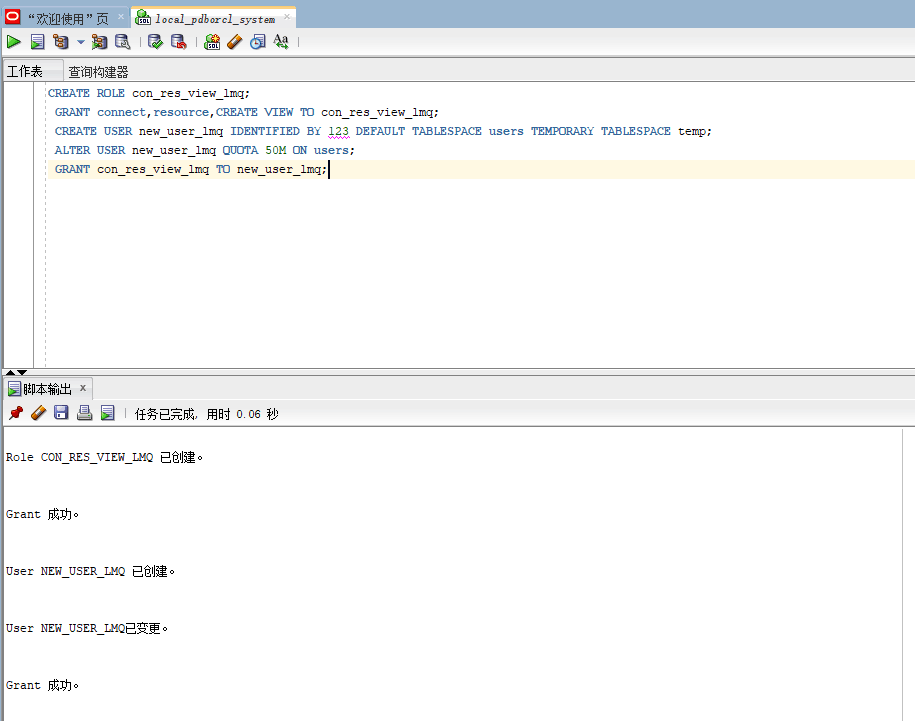 “欢迎使用”页
local_pdborcl_system
工作表 查询构建器
CREATE ROLE con_res_view_lmq;
GRANT connect,resource,CREATE VIEW TO con_res_view_lmq;
CREATE USER new_user_lmq IDENTIFIED BY 123 DEFAULT TABLESPACE users TEMPORARY TABLESPACE temp;
ALTER USER new_user_lmq QUOTA 50M ON users;
GRANT con_res_view_lmq TO new_user_lmq;
脚本输出
任务已完成, 用时 0.06 秒
Role CON_RES_VIEW_LMQ 已创建。
Grant 成功。
User NEW_USER_LMQ 已创建。
User NEW_USER_LMQ已变更。
Grant 成功。